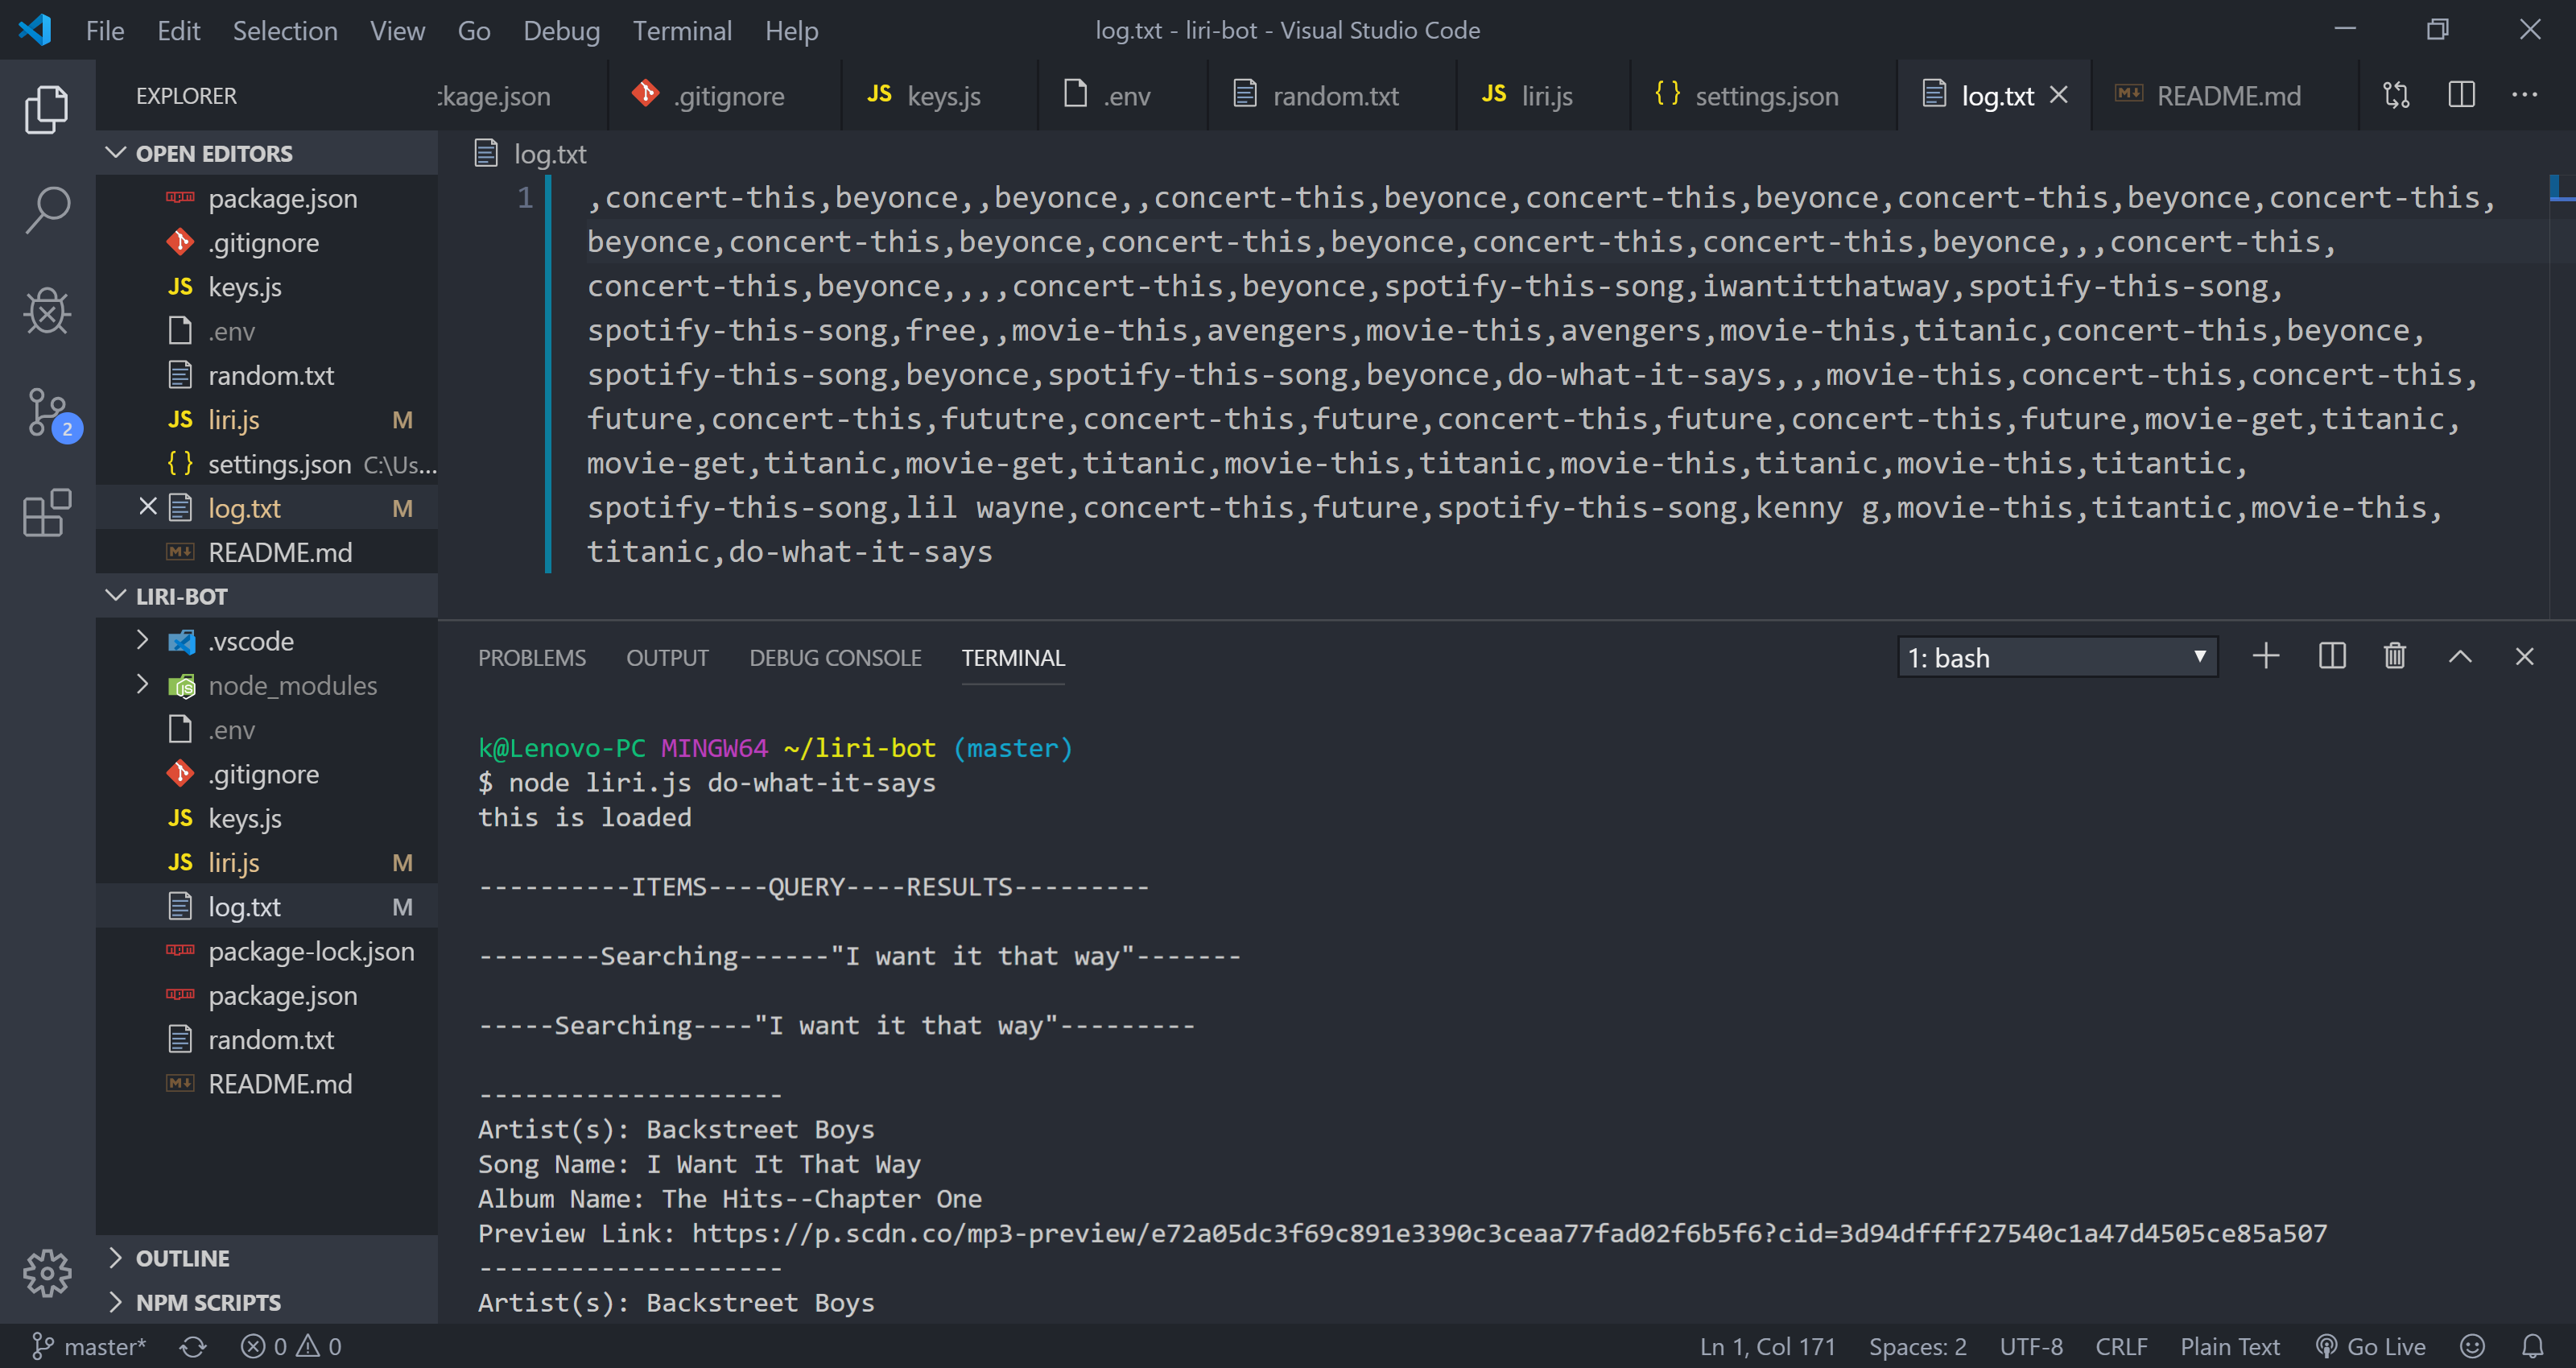 File Edit Selection View Go Debug Terminal Help
log.txt - liri-bot - Visual Studio Code
EXPLORER
ckage.json .gitignore JS keys.js .env random.txt JS liri.js {} settings.json log.txt README.md
OPEN EDITORS
package.json
.gitignore
JS keys.js
.env
random.txt
JS liri.js M
{} settings.json C:\Us...
log.txt M
README.md
LIRI-BOT
.vscode
node_modules
.env
.gitignore
JS keys.js
JS liri.js M
log.txt M
package-lock.json
package.json
random.txt
README.md
OUTLINE
NPM SCRIPTS
2
log.txt
1 ,concert-this,beyonce,,beyonce,,concert-this,beyonce,concert-this,beyonce,concert-this,beyonce,concert-this,
beyonce,concert-this,beyonce,concert-this,beyonce,concert-this,concert-this,beyonce,,,concert-this,
concert-this,beyonce,,,,concert-this,beyonce,spotify-this-song,iwantitthatway,spotify-this-song,
spotify-this-song,free,,movie-this,avengers,movie-this,avengers,movie-this,titanic,concert-this,beyonce,
spotify-this-song,beyonce,spotify-this-song,beyonce,do-what-it-says,,,movie-this,concert-this,concert-this,
future,concert-this,fututre,concert-this,future,concert-this,future,concert-this,future,movie-get,titanic,
movie-get,titanic,movie-get,titanic,movie-this,titanic,movie-this,titanic,movie-this,titantic,
spotify-this-song,lil wayne,concert-this,future,spotify-this-song,kenny g,movie-this,titantic,movie-this,
titanic,do-what-it-says
PROBLEMS OUTPUT DEBUG CONSOLE TERMINAL
1: bash
k@Lenovo-PC MINGW64 ~/liri-bot (master)
$ node liri.js do-what-it-says
this is loaded
----------ITEMS----QUERY----RESULTS---------
--------Searching------"I want it that way"-------
-----Searching----"I want it that way"---------
--------------------
Artist(s): Backstreet Boys
Song Name: I Want It That Way
Album Name: The Hits--Chapter One
Preview Link: https://p.scdn.co/mp3-preview/e72a05dc3f69c891e3390c3ceaa77fad02f6b5f6?cid=3d94dffff27540c1a47d4505ce85a507
--------------------
Artist(s): Backstreet Boys
master* 0 0
Ln 1, Col 171 Spaces: 2 UTF-8 CRLF Plain Text Go Live